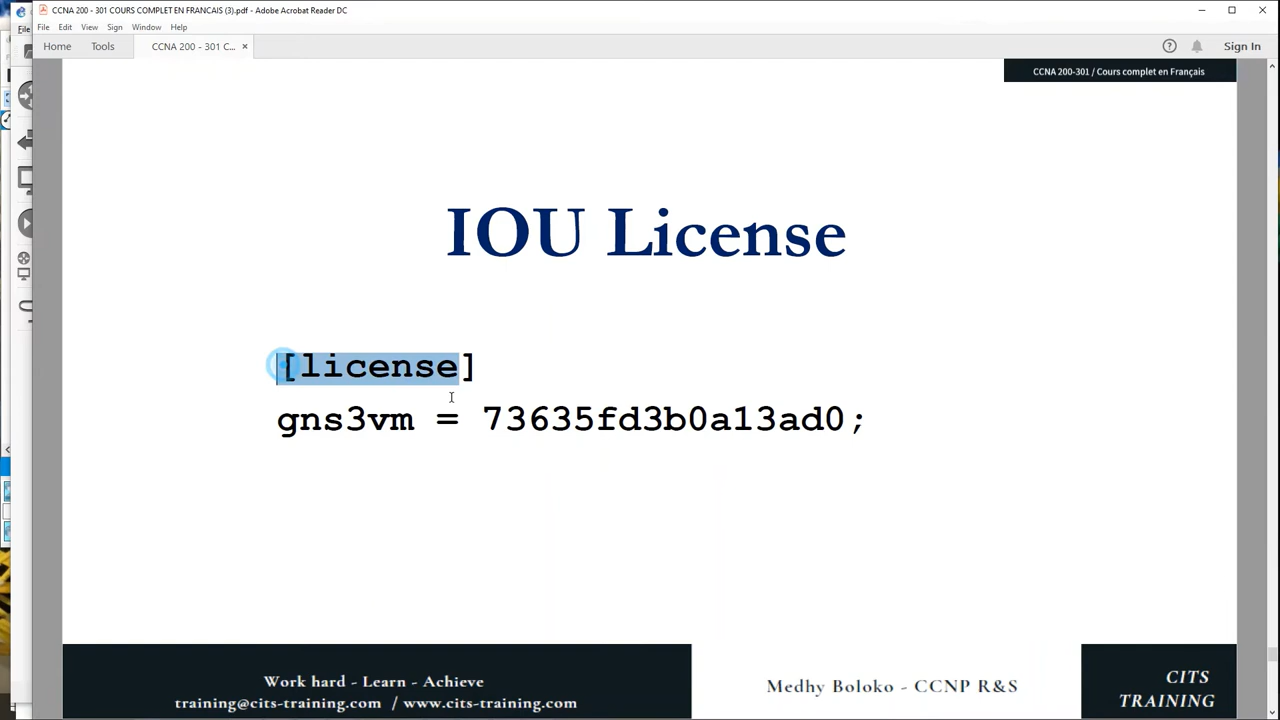 CCNA 200 - 301 COURS COMPLET EN FRANCAIS (3).pdf - Adobe Acrobat Reader DC
File Edit View Sign Window Help
Home Tools CCNA 200 - 301 C... × Sign In
CCNA 200-301 / Cours complet en Français
IOU License
[license]
gns3vm = 73635fd3b0a13ad0;
Work hard - Learn - Achieve
training@cits-training.com / www.cits-training.com
Medhy Boloko - CCNP R&S
CITS
TRAINING